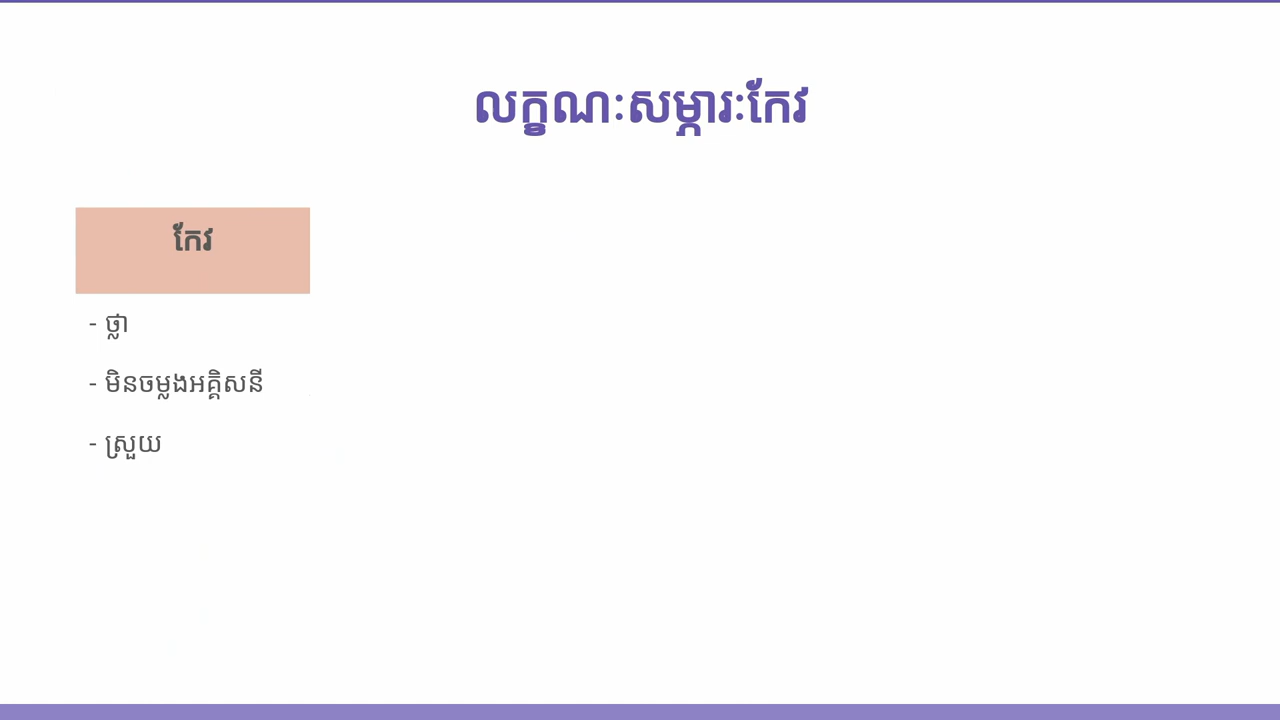 លក្ខណៈសម្ភារៈកែវ
កែវ
- ថ្លា
- មិនចម្លងអគ្គិសនី
- ស្រួយ